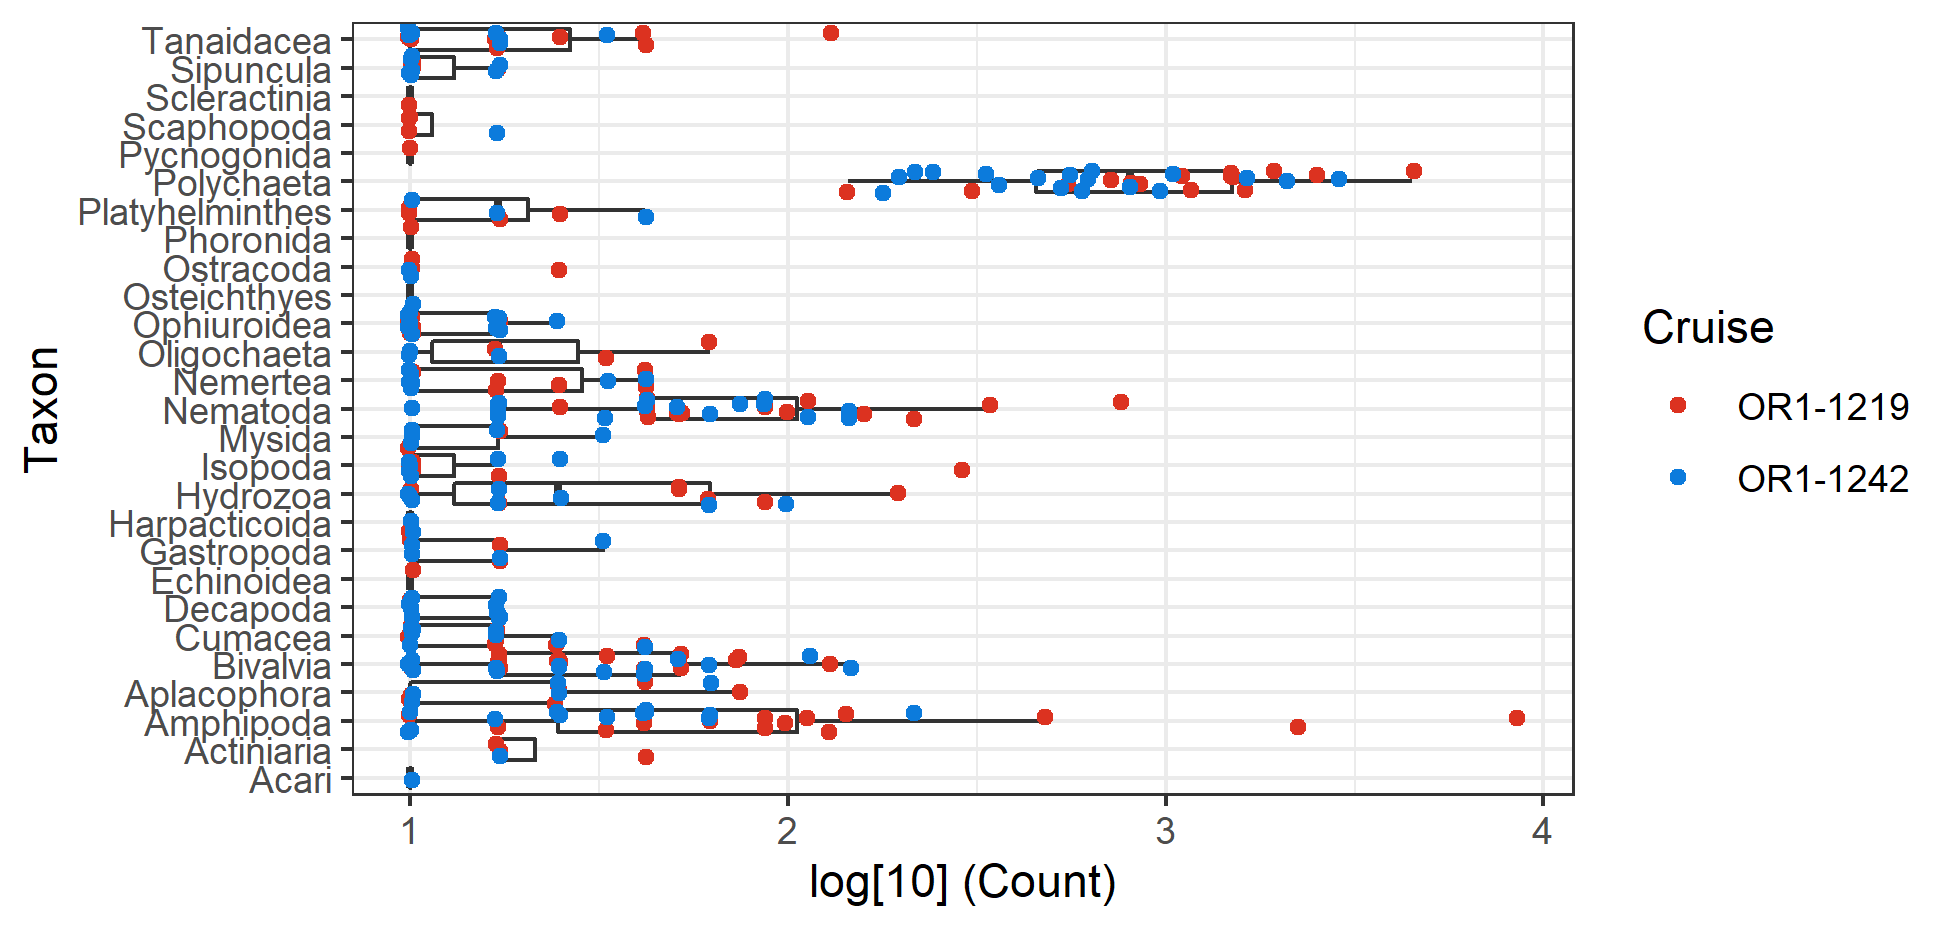 Tanaidacea
Sipuncula
Scleractinia
Scaphopoda
Pycnogonida
Polychaeta
Platyhelminthes
Phoronida
Ostracoda
Osteichthyes
Ophiuroidea
Oligochaeta
Nemertea
Nematoda
Mysida
Isopoda
Hydrozoa
Harpacticoida
Gastropoda
Echinoidea
Decapoda
Cumacea
Bivalvia
Aplacophora
Amphipoda
Actiniaria
Acari
Taxon
1 2 3 4
log[10] (Count)
Cruise
OR1-1219
OR1-1242